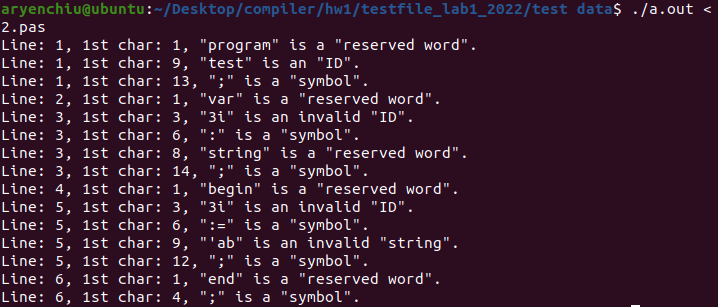 aryenchiu@ubuntu:~/Desktop/compiler/hw1/testfile_lab1_2022/test data$ ./a.out <
2.pas
Line: 1, 1st char: 1, "program" is a "reserved word".
Line: 1, 1st char: 9, "test" is an "ID".
Line: 1, 1st char: 13, ";" is a "symbol".
Line: 2, 1st char: 1, "var" is a "reserved word".
Line: 3, 1st char: 3, "3i" is an invalid "ID".
Line: 3, 1st char: 6, ":" is a "symbol".
Line: 3, 1st char: 8, "string" is a "reserved word".
Line: 3, 1st char: 14, ";" is a "symbol".
Line: 4, 1st char: 1, "begin" is a "reserved word".
Line: 5, 1st char: 3, "3i" is an invalid "ID".
Line: 5, 1st char: 6, ":=" is a "symbol".
Line: 5, 1st char: 9, "'ab" is an invalid "string".
Line: 5, 1st char: 12, ";" is a "symbol".
Line: 6, 1st char: 1, "end" is a "reserved word".
Line: 6, 1st char: 4, ";" is a "symbol".